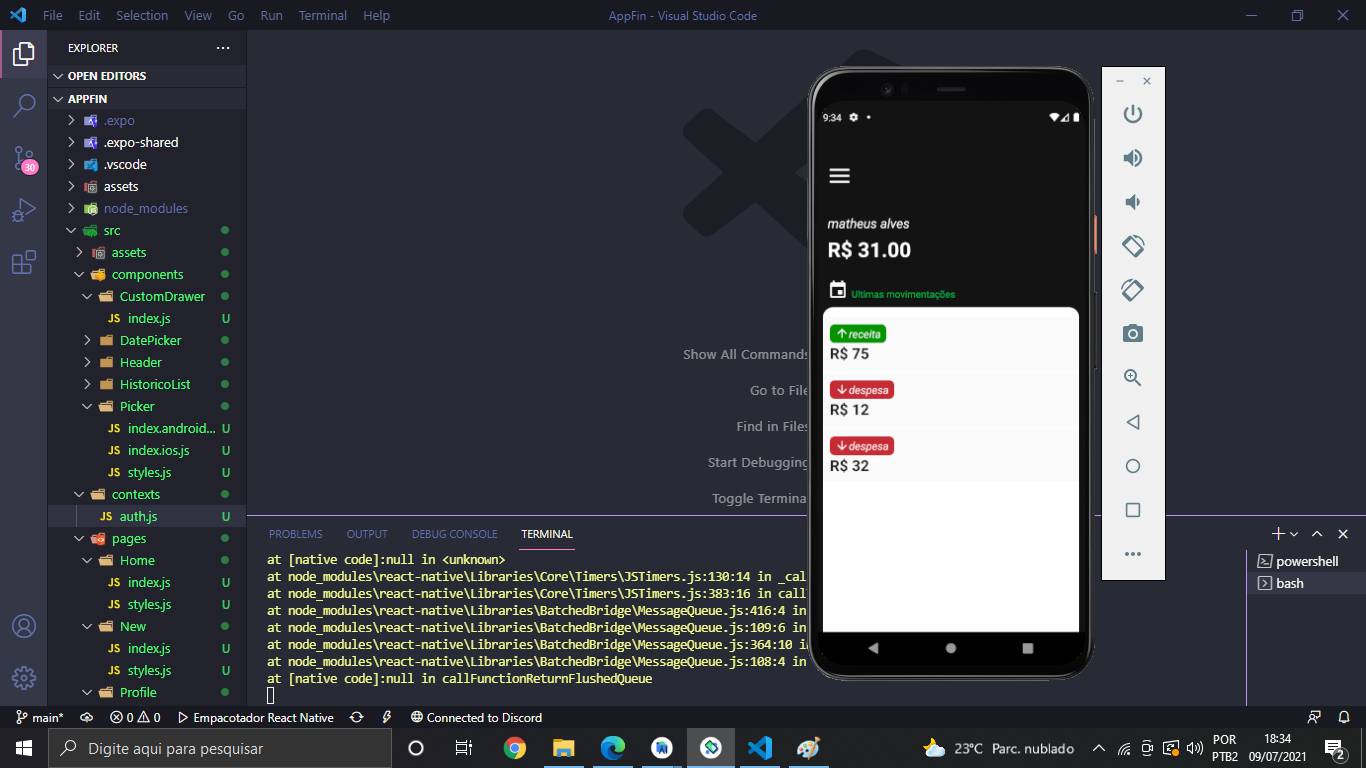 File Edit Selection View Go Run Terminal Help AppFin - Visual Studio Code
EXPLORER
OPEN EDITORS
APPFIN
.expo
.expo-shared
.vscode
assets
node_modules
src
assets
components
CustomDrawer
index.js U
DatePicker
Header
HistoricoList
Picker
index.android... U
index.ios.js U
styles.js U
contexts
auth.js U
pages
Home
index.js U
styles.js U
New
index.js U
styles.js U
Profile
30
Show All Commands
Go to File
Find in Files
Start Debugging
Toggle Termina
9:34
matheus alves
R$ 31.00
Ultimas movimentações
receita
R$ 75
despesa
R$ 12
despesa
R$ 32
PROBLEMS OUTPUT DEBUG CONSOLE TERMINAL
at [native code]:null in <unknown>
at node_modules\react-native\Libraries\Core\Timers\JSTimers.js:130:14 in _cal
at node_modules\react-native\Libraries\Core\Timers\JSTimers.js:383:16 in call
at node_modules\react-native\Libraries\BatchedBridge\MessageQueue.js:416:4 in
at node_modules\react-native\Libraries\BatchedBridge\MessageQueue.js:109:6 in
at node_modules\react-native\Libraries\BatchedBridge\MessageQueue.js:364:10 i
at node_modules\react-native\Libraries\BatchedBridge\MessageQueue.js:108:4 in
at [native code]:null in callFunctionReturnFlushedQueue
powershell
bash
main* 0 0 Empacotador React Native Connected to Discord
Digite aqui para pesquisar
23°C Parc. nublado
POR
PTB2
18:34
09/07/2021
2